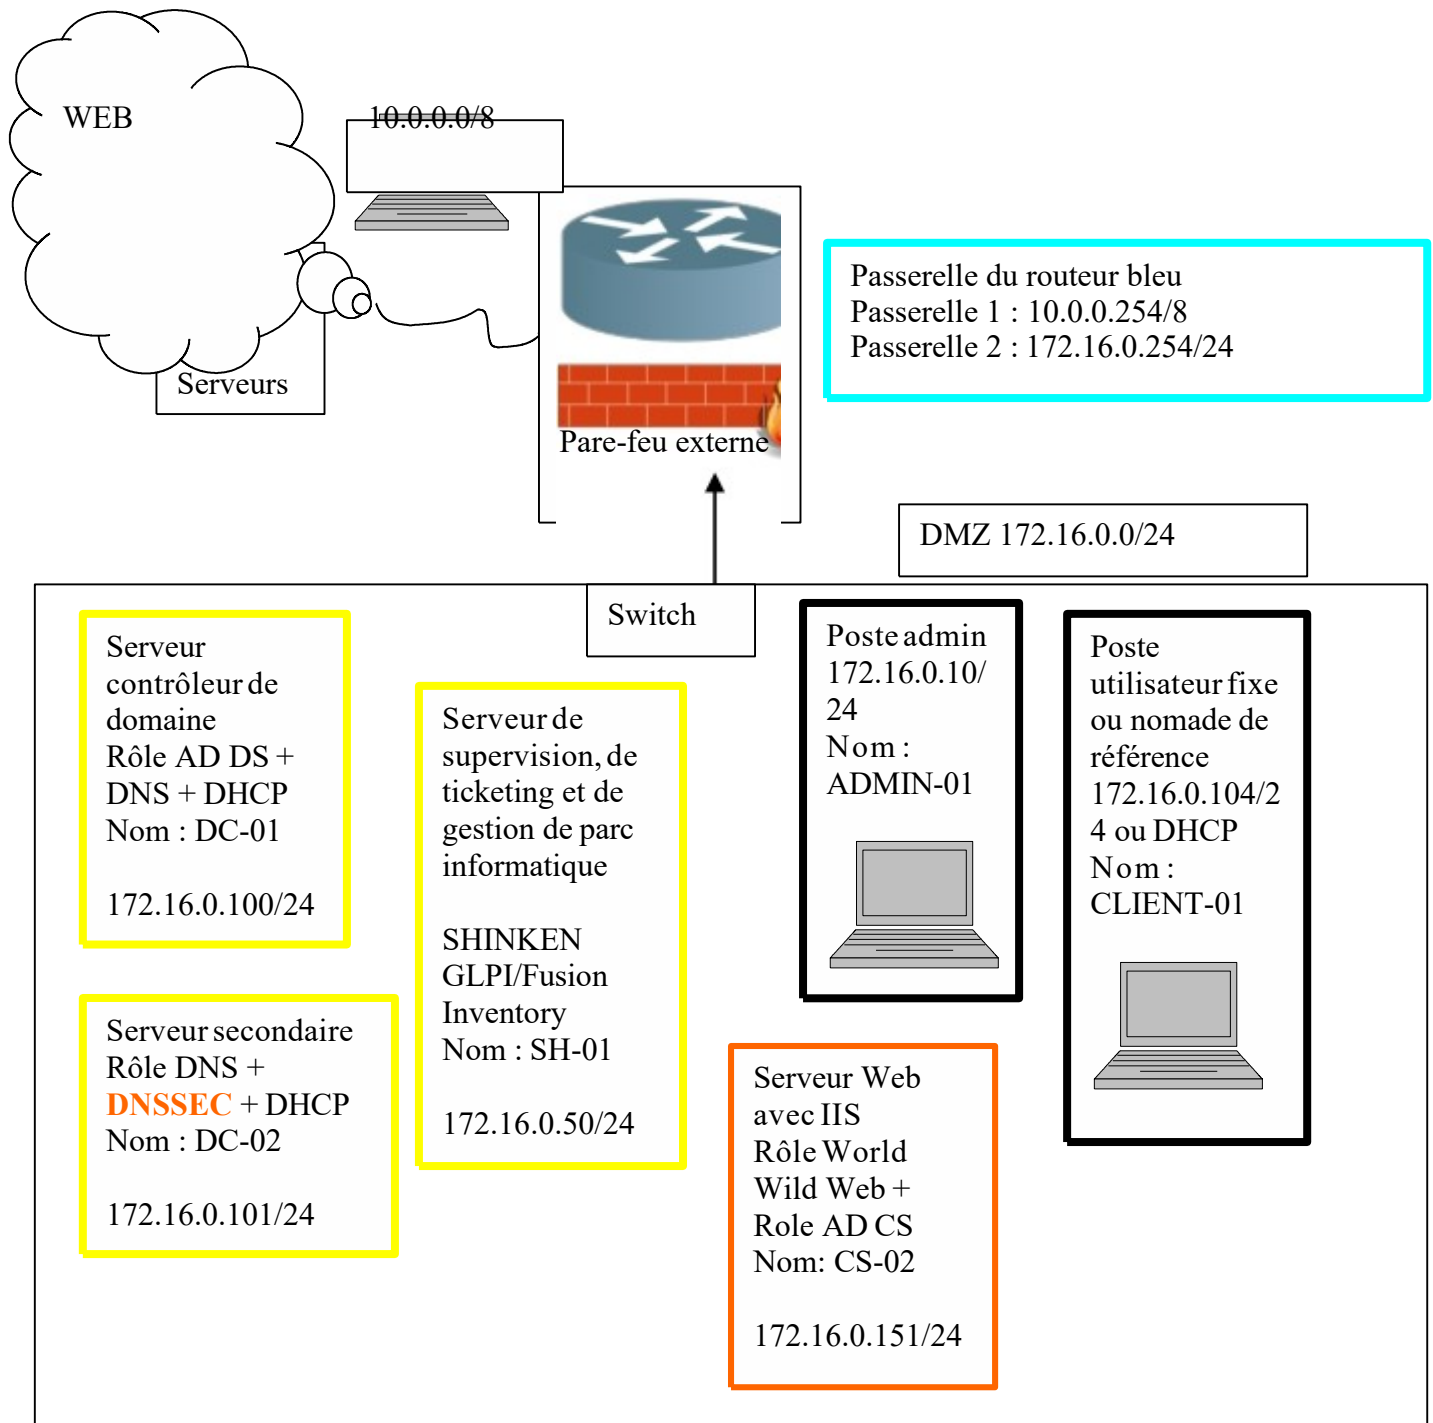 WEB
10.0.0.0/8
Serveurs
Pare-feu externe
Passerelle du routeur bleu
Passerelle 1 : 10.0.0.254/8
Passerelle 2 : 172.16.0.254/24
DMZ 172.16.0.0/24
Switch
Serveur
contrôleur de
domaine
Rôle AD DS +
DNS + DHCP
Nom : DC-01
172.16.0.100/24
Serveur secondaire
Rôle DNS +
DNSSEC + DHCP
Nom : DC-02
172.16.0.101/24
Serveur de
supervision, de
ticketing et de
gestion de parc
informatique
SHINKEN
GLPI/Fusion
Inventory
Nom : SH-01
172.16.0.50/24
Poste admin
172.16.0.10/
24
Nom :
ADMIN-01
Poste
utilisateur fixe
ou nomade de
référence
172.16.0.104/2
4 ou DHCP
Nom :
CLIENT-01
Serveur Web
avec IIS
Rôle World
Wild Web +
Role AD CS
Nom: CS-02
172.16.0.151/24